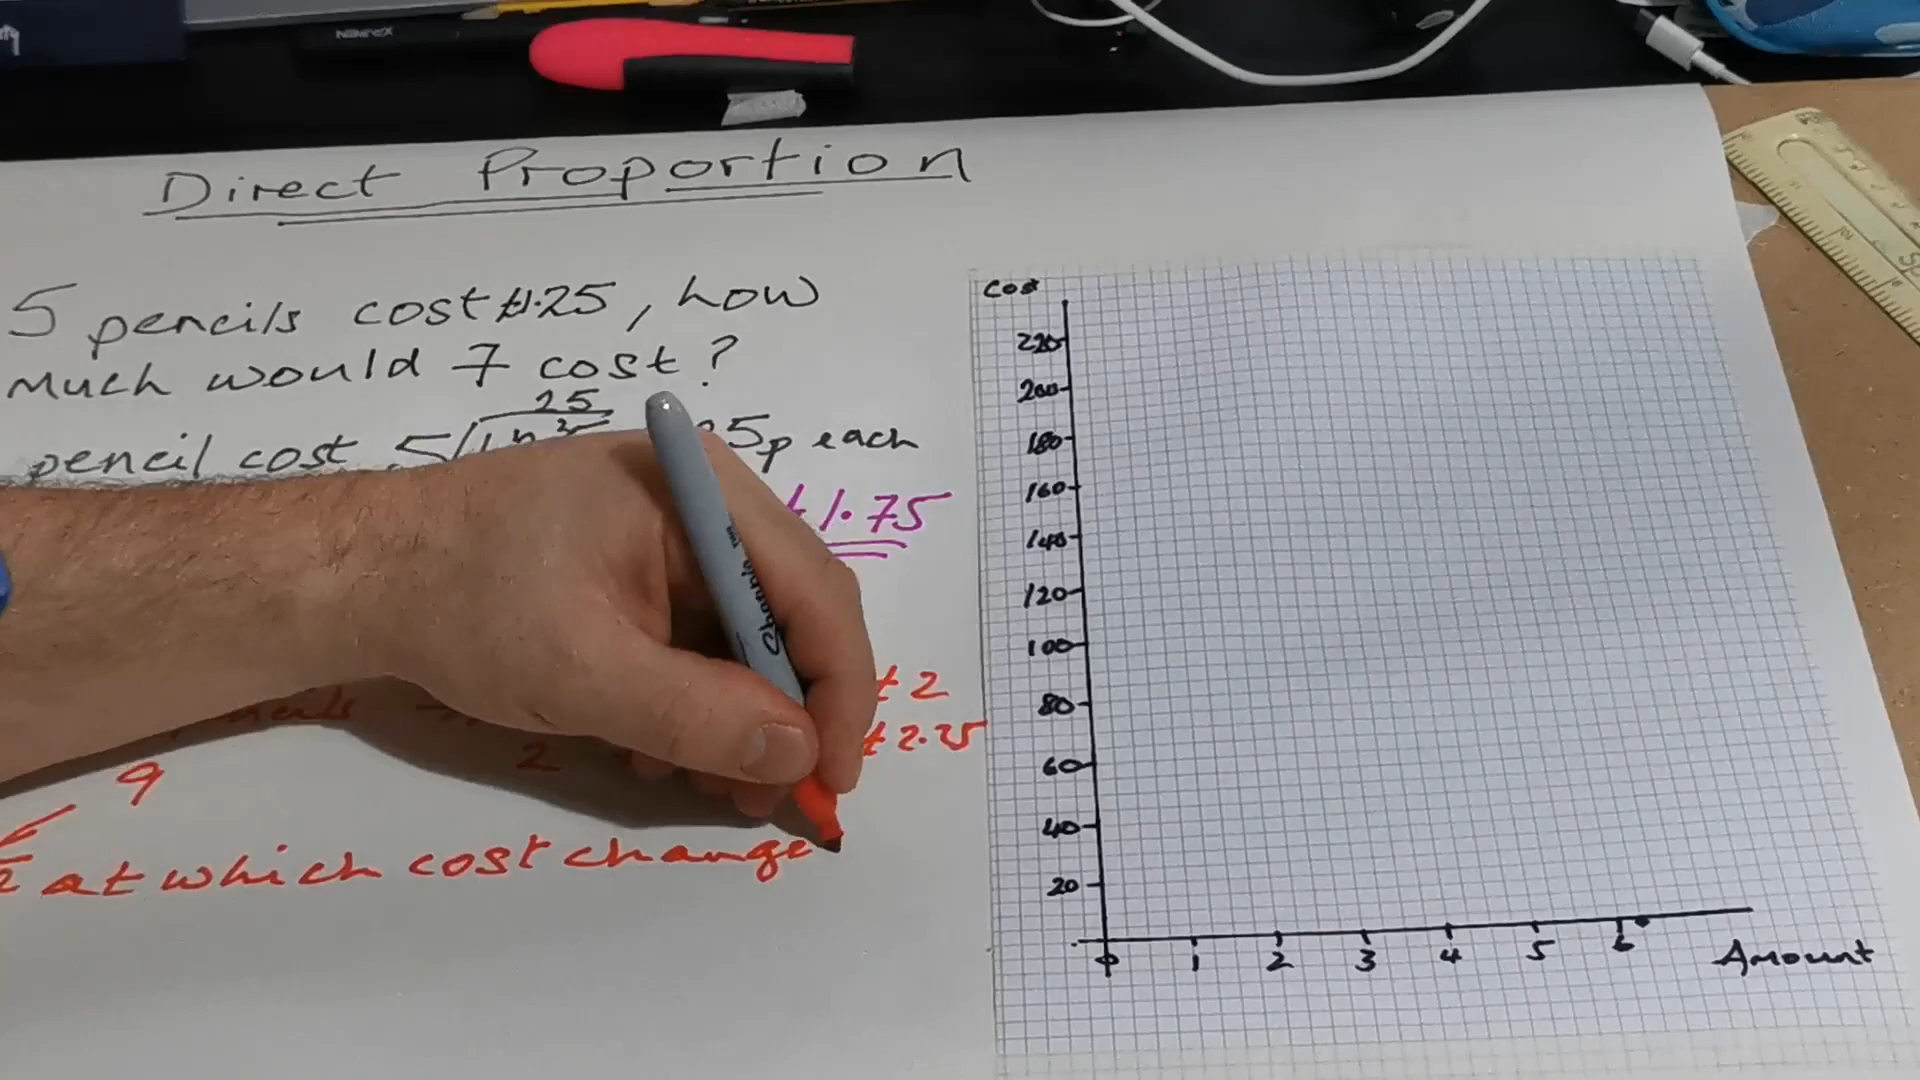 Direct Proportion
5 pencils cost £1.25, how
Much would 7 cost?
25
pencil cost 5
5p each
£1.75
£2
£2.25
2
9
at which cost change
Sharpie
Cost
220
200
180
160
140
120
100
80
60
40
20
0 1 2 3 4 5 6
Amount